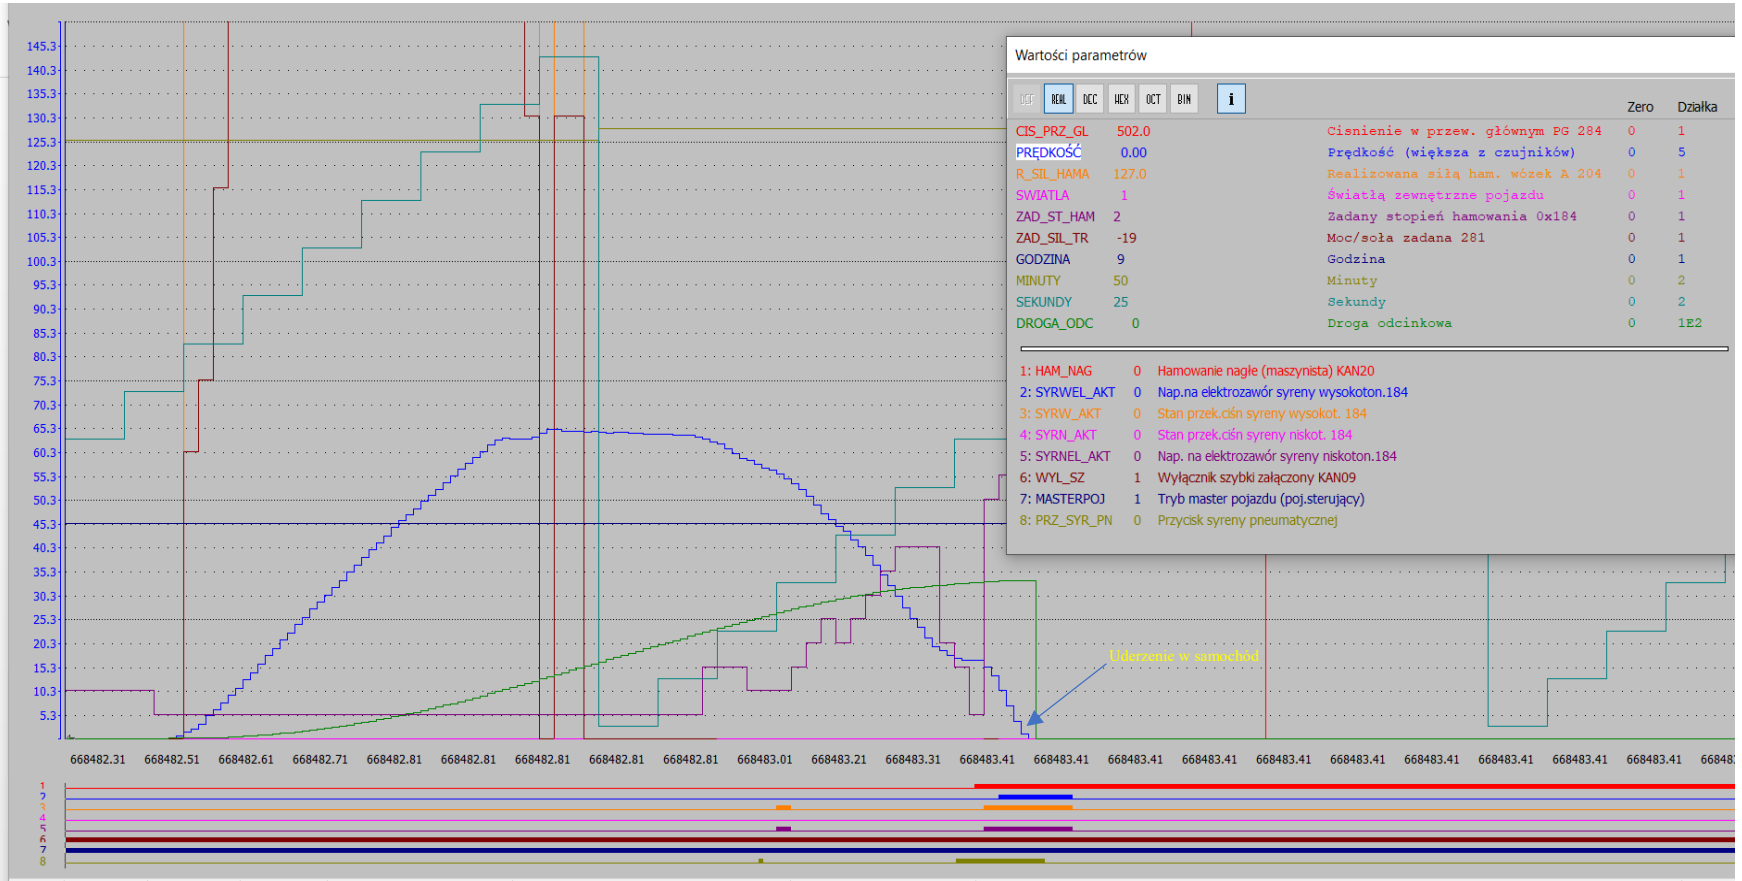 145.3
140.3
135.3
130.3
125.3
120.3
115.3
110.3
105.3
100.3
95.3
90.3
85.3
80.3
75.3
70.3
65.3
60.3
55.3
50.3
45.3
40.3
35.3
30.3
25.3
20.3
15.3
10.3
5.3
Wartości parametrów
REAL DEC HEX OCT BIN i
Zero Działka
CIS_PRZ_GL 502.0 Cisnienie w przew. głównym PG 284 0 1
PRĘDKOŚĆ 0.00 Prędkość (większa z czujników) 0 5
R_SIL_HAMA 127.0 Realizowana siłą ham. wózek A 204 0 1
SWIATLA 1 Światłą zewnętrzne pojazdu 0 1
ZAD_ST_HAM 2 Zadany stopień hamowania 0x184 0 1
ZAD_SIL_TR -19 Moc/soła zadana 281 0 1
GODZINA 9 Godzina 0 1
MINUTY 50 Minuty 0 2
SEKUNDY 25 Sekundy 0 2
DROGA_ODC 0 Droga odcinkowa 0 1E2
1: HAM_NAG 0 Hamowanie nagłe (maszynista) KAN20
2: SYRWEL_AKT 0 Nap.na elektrozawór syreny wysokoton.184
3: SYRW_AKT 0 Stan przek.ciśn syreny wysokot. 184
4: SYRN_AKT 0 Stan przek.ciśn syreny niskot. 184
5: SYRNEL_AKT 0 Nap. na elektrozawór syreny niskoton.184
6: WYL_SZ 1 Wyłącznik szybki załączony KAN09
7: MASTERPOJ 1 Tryb master pojazdu (poj.sterujący)
8: PRZ_SYR_PN 0 Przycisk syreny pneumatycznej
Uderzenie w samochód
668482.31 668482.51 668482.61 668482.71 668482.81 668482.81 668482.81 668482.81 668482.81 668483.01 668483.21 668483.31 668483.41 668483.41 668483.41 668483.41 668483.41 668483.41 668483.41 668483.41 668483.41 668483.41 66848
1
2
3
4
5
6
7
8